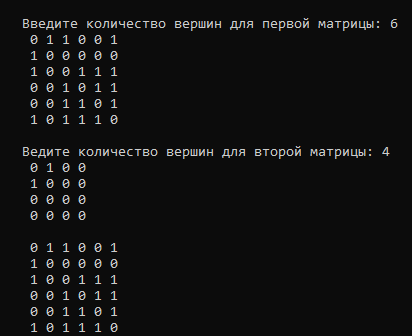 Введите количество вершин для первой матрицы: 6
0 1 1 0 0 1
1 0 0 0 0 0
1 0 0 1 1 1
0 0 1 0 1 1
0 0 1 1 0 1
1 0 1 1 1 0
Ведите количество вершин для второй матрицы: 4
0 1 0 0
1 0 0 0
0 0 0 0
0 0 0 0
0 1 1 0 0 1
1 0 0 0 0 0
1 0 0 1 1 1
0 0 1 0 1 1
0 0 1 1 0 1
1 0 1 1 1 0